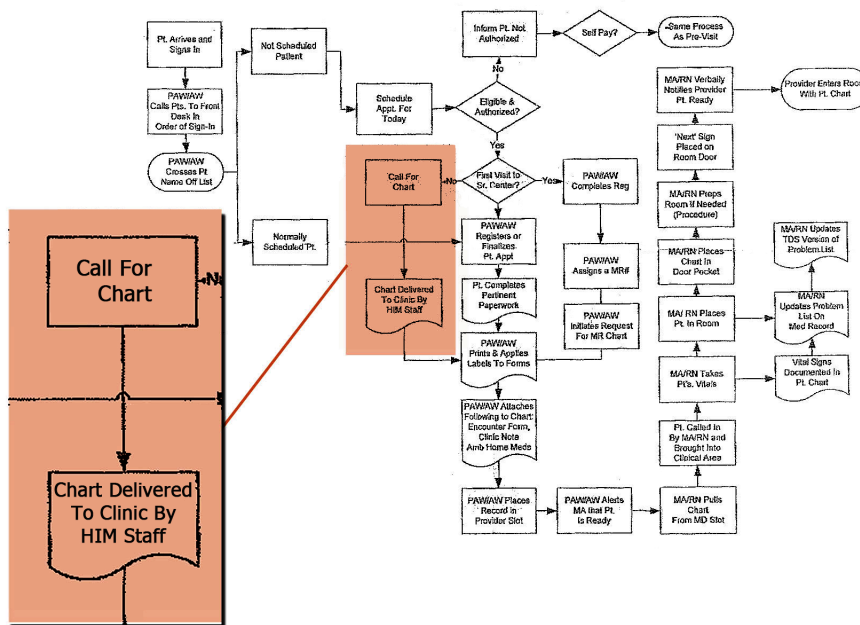 Pt. Arrives and
Signs In
PAW/AW
Calls Pts. To Front
Desk In
Order of Sign-In
PAW/AW
Crosses Pt
Name Off List
Not Scheduled
Patient
Normally
Scheduled Pt.
Schedule
Appt. For
Today
Inform Pt. Not
Authorized
Self Pay?
Same Process
As Pre-Visit
No
Eligible &
Authorized?
Yes
First Visit to
Sr. Center?
No
Yes
Call For
Chart
Chart Delivered
To Clinic By
HIM Staff
PAW/AW
Completes Reg
PAW/AW
Assigns a MR#
PAW/AW
Initiates Request
For MR Chart
PAW/AW
Registers or
Finalizes
Pt. Appt
Pt. Completes
Pertinent
Paperwork
PAW/AW
Prints & Applies
Labels To Forms
PAW/AW Attaches
Following to Chart:
Encounter Form,
Clinic Note
Amb Home Meds
PAW/AW Places
Record In
Provider Slot
PAW/AW Alerts
MA that Pt.
Is Ready
MA/RN Pulls
Chart
From MD Slot
Pt. Called In
By MA/RN and
Brought Into
Clinical Area
MA/RN Takes
Pt's. Vitals
MA/ RN Places
Pt. In Room
MA/RN Places
Chart In
Door Pocket
MA/RN Preps
Room If Needed
(Procedure)
'Next' Sign
Placed on
Room Door
MA/RN Verbally
Notifies Provider
Pt. Ready
Provider Enters Room
With Pt. Chart
Vital Signs
Documented In
Pt. Chart
MA/RN
Updates Problem
List On
Med Record
MA/RN Updates
TDS Version of
Problem List
Call For
Chart
N
Chart Delivered
To Clinic By
HIM Staff